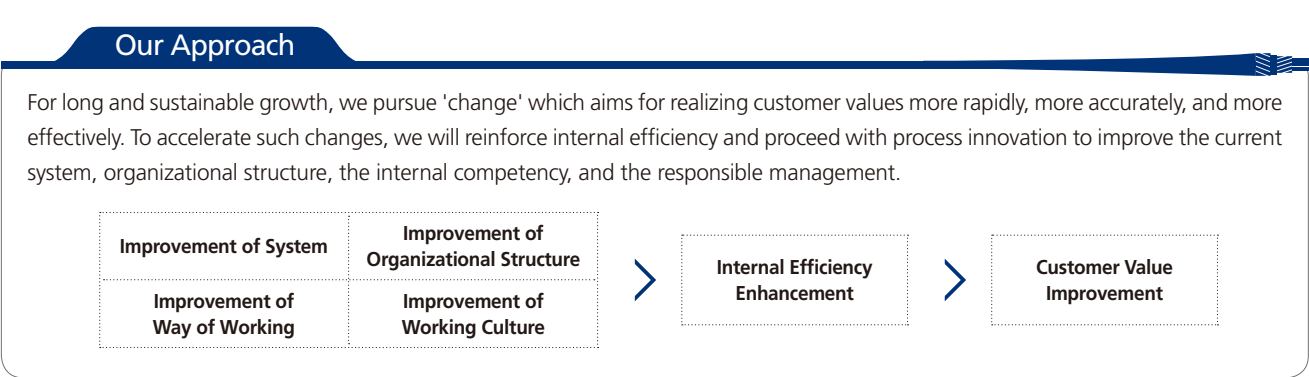 Our Approach
For long and sustainable growth, we pursue 'change' which aims for realizing customer values more rapidly, more accurately, and more
effectively. To accelerate such changes, we will reinforce internal efficiency and proceed with process innovation to improve the current
system, organizational structure, the internal competency, and the responsible management.
Improvement of System
Improvement of
Organizational Structure
Improvement of
Way of Working
Improvement of
Working Culture
Internal Efficiency
Enhancement
Customer Value
Improvement